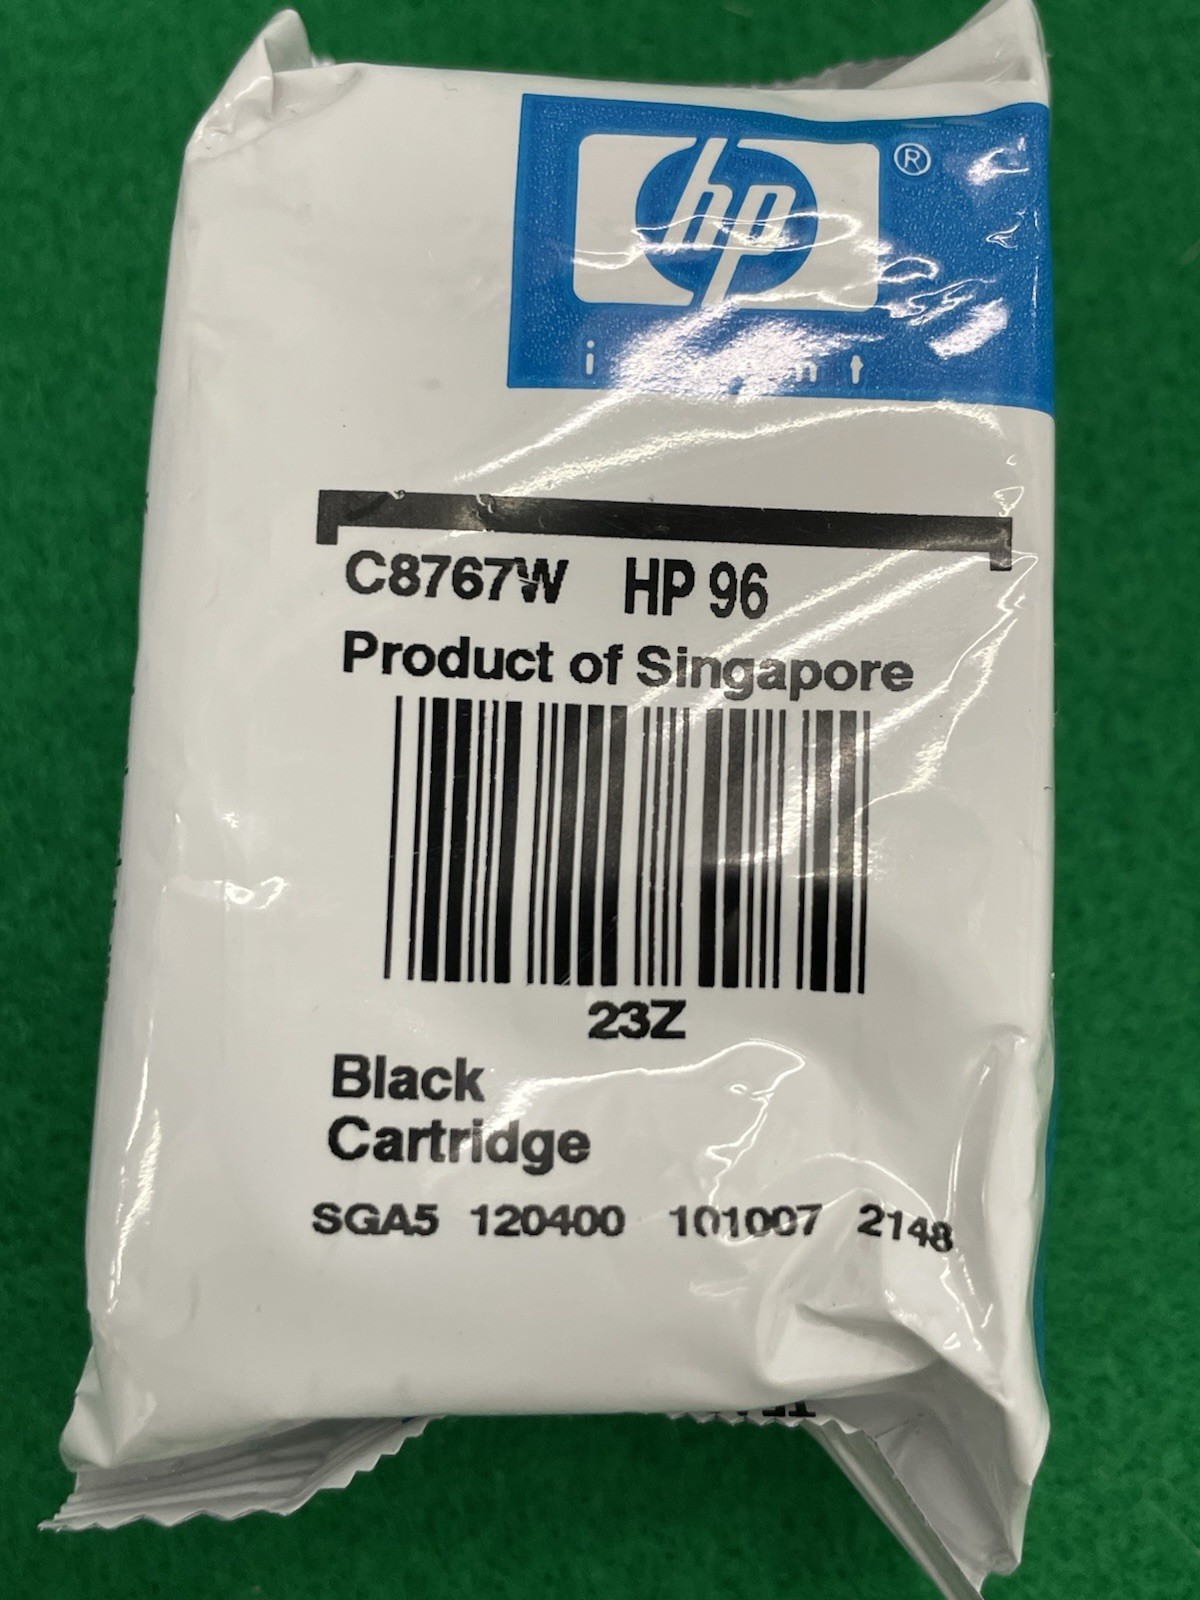 hp ®
C8767W HP 96
Product of Singapore
23Z
Black
Cartridge
SGA5 120400 101007 2148